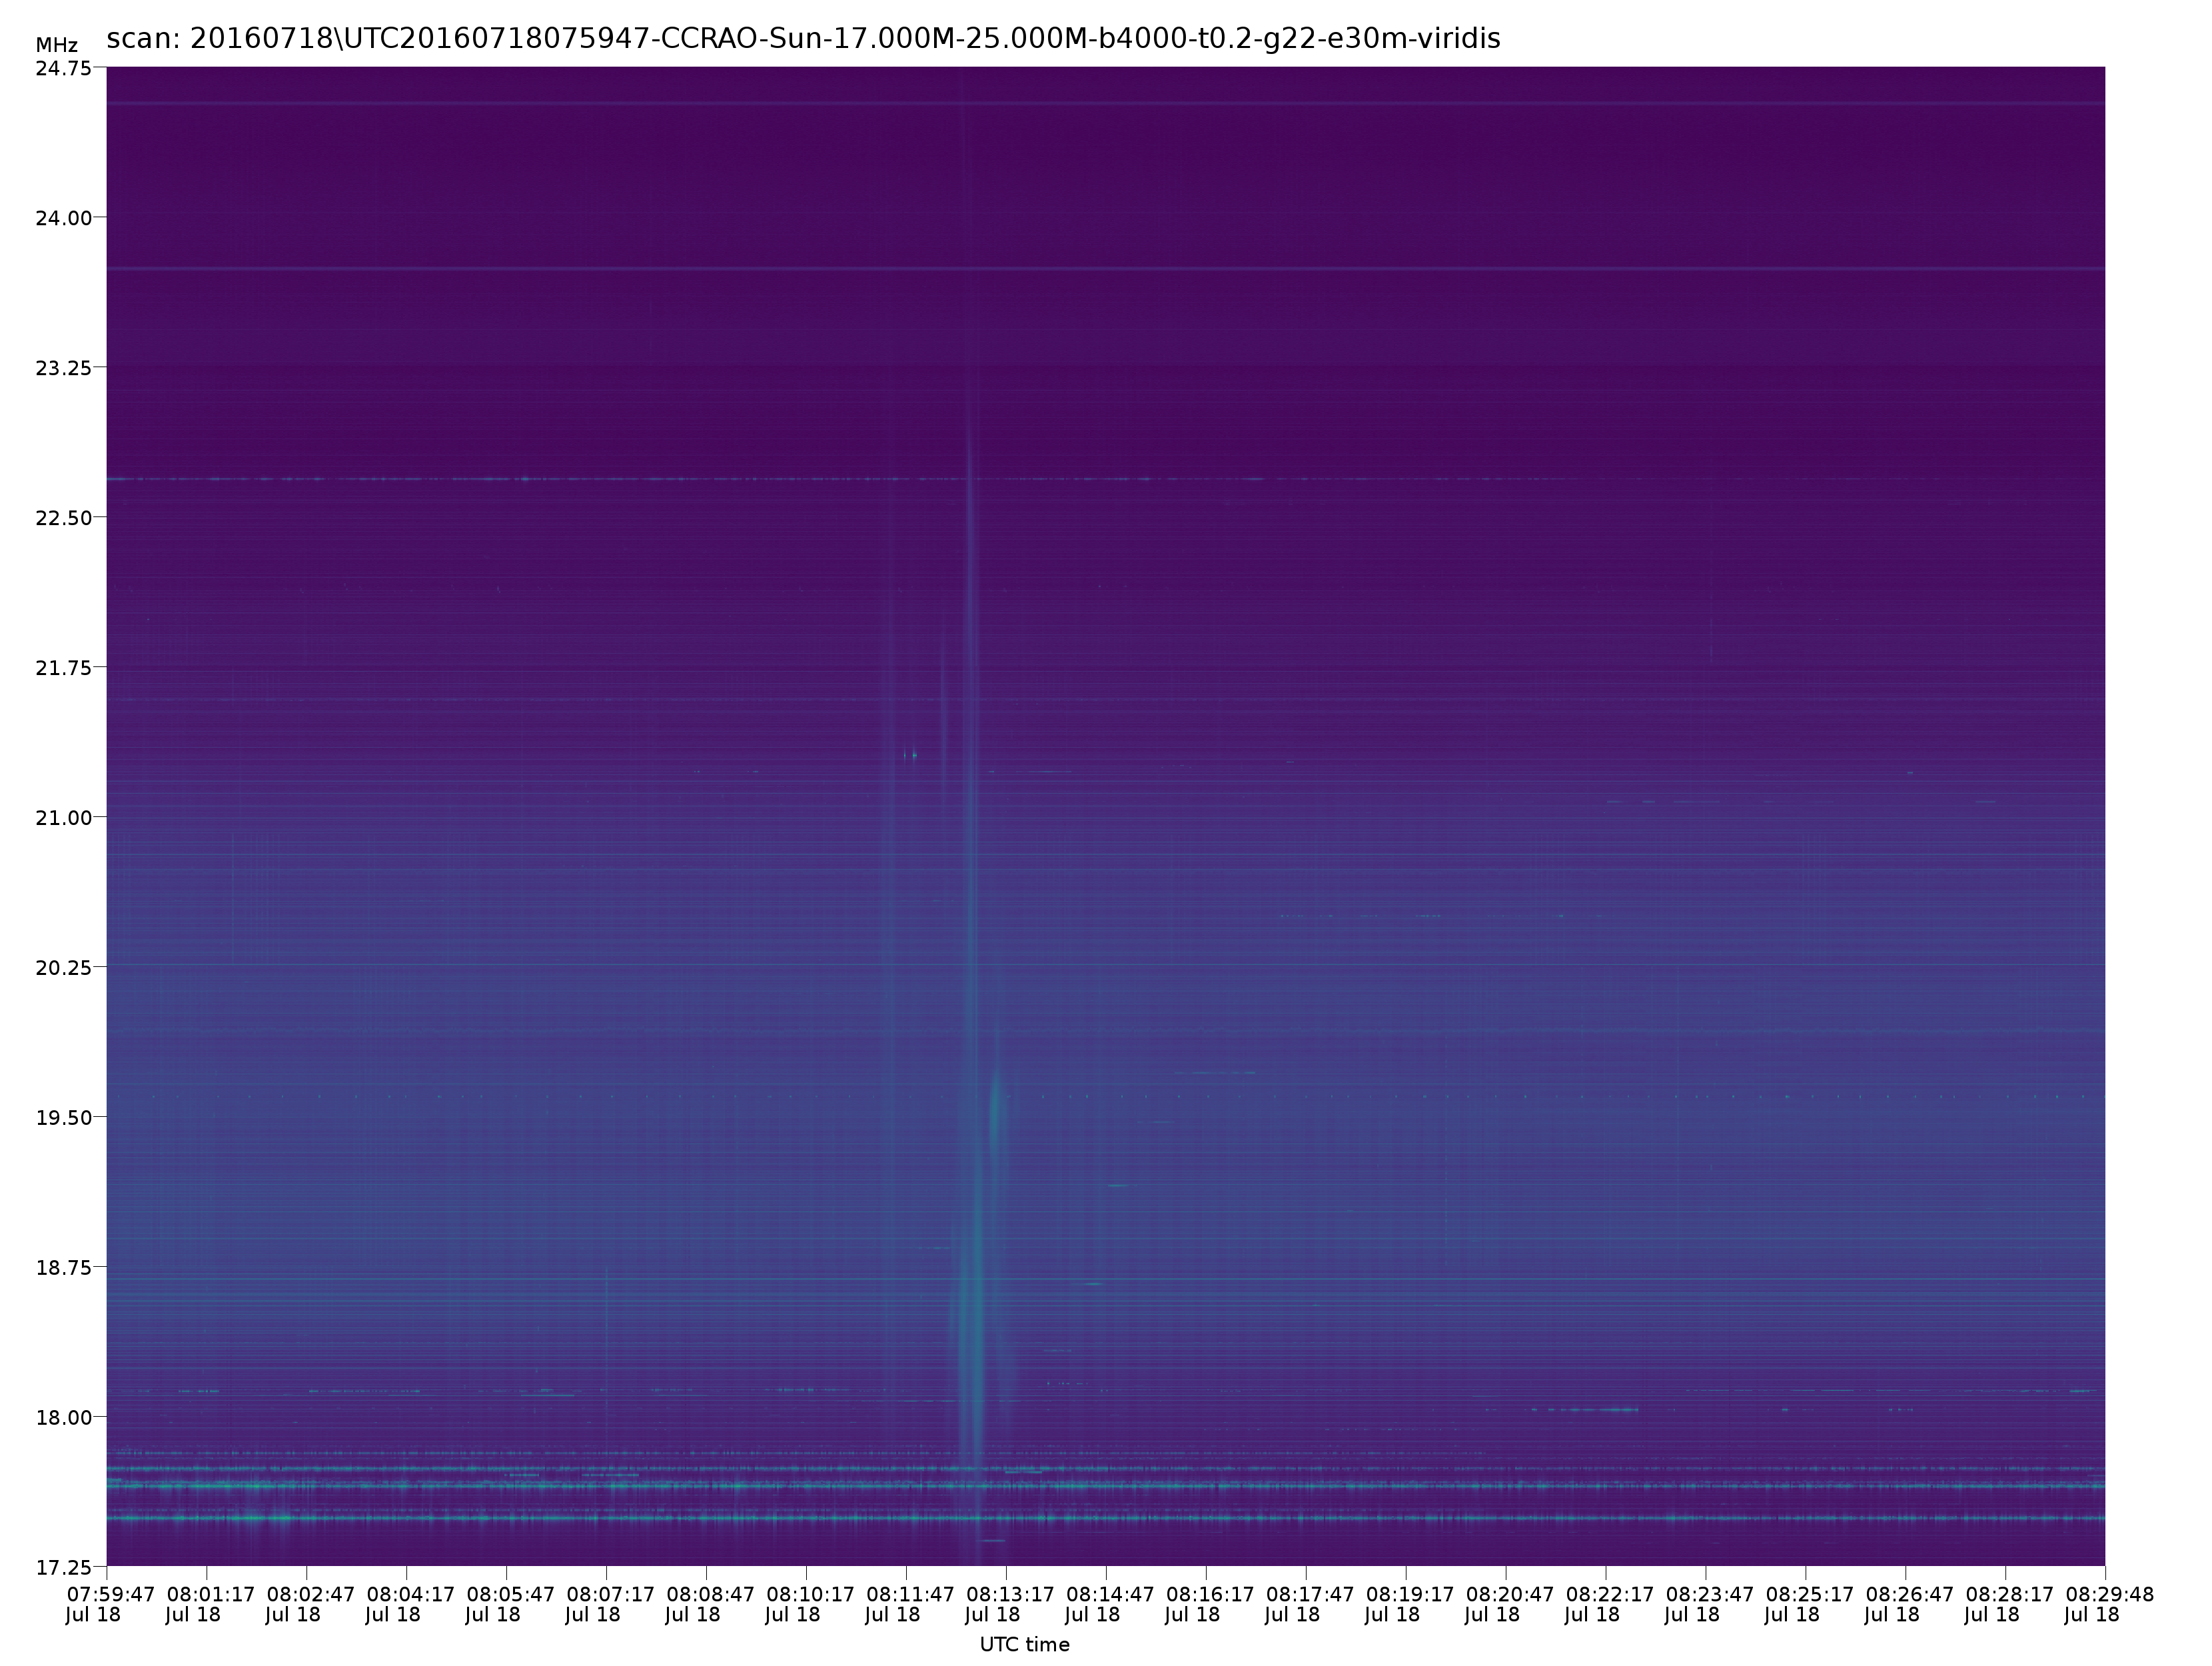 scan: 20160718\UTC20160718075947-CCRAO-Sun-17.000M-25.000M-b4000-t0.2-g22-e30m-viridis
MHz
24.75
24.00
23.25
22.50
21.75
21.00
20.25
19.50
18.75
18.00
17.25
07:59:47 08:01:17 08:02:47 08:04:17 08:05:47 08:07:17 08:08:47 08:10:17 08:11:47 08:13:17 08:14:47 08:16:17 08:17:47 08:19:17 08:20:47 08:22:17 08:23:47 08:25:17 08:26:47 08:28:17 08:29:48
Jul 18 Jul 18 Jul 18 Jul 18 Jul 18 Jul 18 Jul 18 Jul 18 Jul 18 Jul 18 Jul 18 Jul 18 Jul 18 Jul 18 Jul 18 Jul 18 Jul 18 Jul 18 Jul 18 Jul 18 Jul 18
UTC time